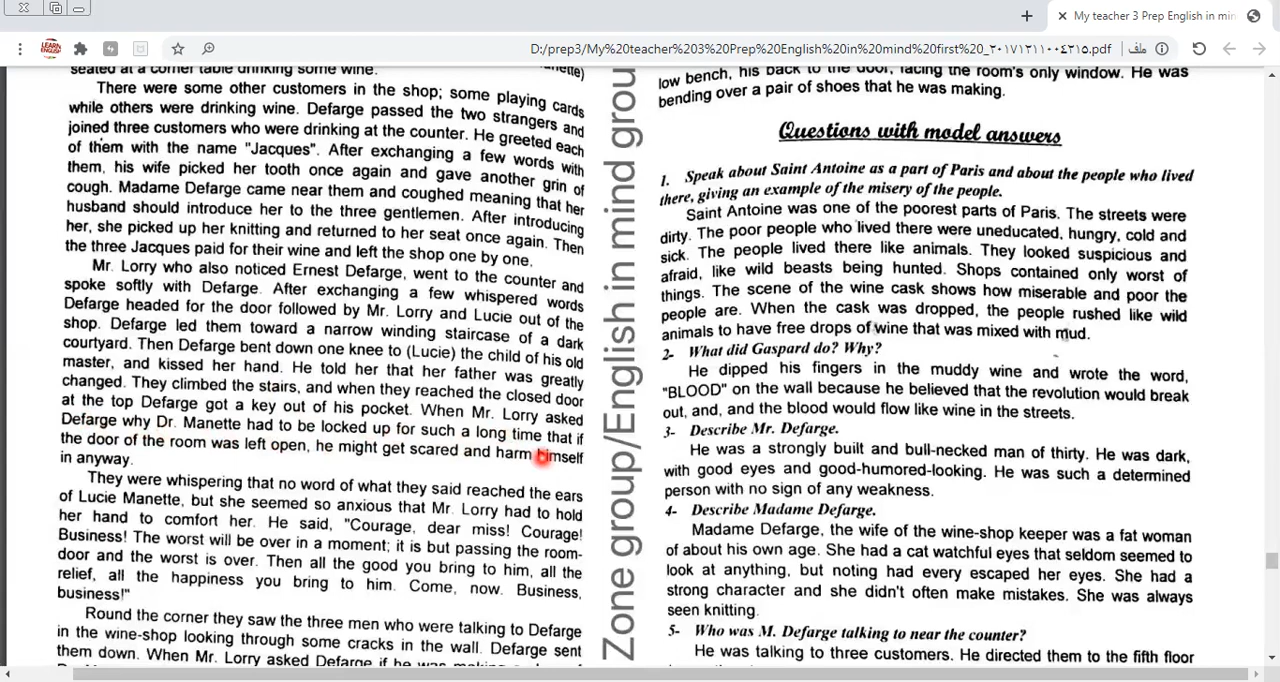 My teacher 3 Prep English in min
D:/prep3/My%20teacher%203%20Prep%20English%20in%20mind%20first%20_٢٠١٧١٢١١٠٠٤٢١٥.pdf | ملف
seated at a corner table drinking some wine.
There were some other customers in the shop; some playing cards
while others were drinking wine. Defarge passed the two strangers and
joined three customers who were drinking at the counter. He greeted each
of them with the name "Jacques". After exchanging a few words with
them, his wife picked her tooth once again and gave another grin of
cough. Madame Defarge came near them and coughed meaning that her
husband should introduce her to the three gentlemen. After introducing
her, she picked up her knitting and returned to her seat once again. Then
the three Jacques paid for their wine and left the shop one by one.
Mr. Lorry who also noticed Ernest Defarge, went to the counter and
spoke softly with Defarge. After exchanging a few whispered words
Defarge headed for the door followed by Mr. Lorry and Lucie out of the
shop. Defarge led them toward a narrow winding staircase of a dark
courtyard. Then Defarge bent down one knee to (Lucie) the child of his old
master, and kissed her hand. He told her that her father was greatly
changed. They climbed the stairs, and when they reached the closed door
at the top Defarge got a key out of his pocket. When Mr. Lorry asked
Defarge why Dr. Manette had to be locked up for such a long time that if
the door of the room was left open, he might get scared and harm himself
in anyway.
They were whispering that no word of what they said reached the ears
of Lucie Manette, but she seemed so anxious that Mr. Lorry had to hold
her hand to comfort her. He said, "Courage, dear miss! Courage!
Business! The worst will be over in a moment; it is but passing the room-
door and the worst is over. Then all the good you bring to him, all the
relief, all the happiness you bring to him. Come, now. Business,
business!"
Round the corner they saw the three men who were talking to Defarge
in the wine-shop looking through some cracks in the wall. Defarge sent
them down. When Mr. Lorry asked Defarge if he was making
Zone group/English in mind grou
low bench, his back to the door, facing the room's only window. He was
bending over a pair of shoes that he was making.
Questions with model answers
1. Speak about Saint Antoine as a part of Paris and about the people who lived
there, giving an example of the misery of the people.
Saint Antoine was one of the poorest parts of Paris. The streets were
dirty. The poor people who lived there were uneducated, hungry, cold and
sick. The people lived there like animals. They looked suspicious and
afraid, like wild beasts being hunted. Shops contained only worst of
things. The scene of the wine cask shows how miserable and poor the
people are. When the cask was dropped, the people rushed like wild
animals to have free drops of wine that was mixed with mud.
2- What did Gaspard do? Why?
He dipped his fingers in the muddy wine and wrote the word,
"BLOOD" on the wall because he believed that the revolution would break
out, and, and the blood would flow like wine in the streets.
3- Describe Mr. Defarge.
He was a strongly built and bull-necked man of thirty. He was dark,
with good eyes and good-humored-looking. He was such a determined
person with no sign of any weakness.
4- Describe Madame Defarge.
Madame Defarge, the wife of the wine-shop keeper was a fat woman
of about his own age. She had a cat watchful eyes that seldom seemed to
look at anything, but noting had every escaped her eyes. She had a
strong character and she didn't often make mistakes. She was always
seen knitting.
5- Who was M. Defarge talking to near the counter?
He was talking to three customers. He directed them to the fifth floor